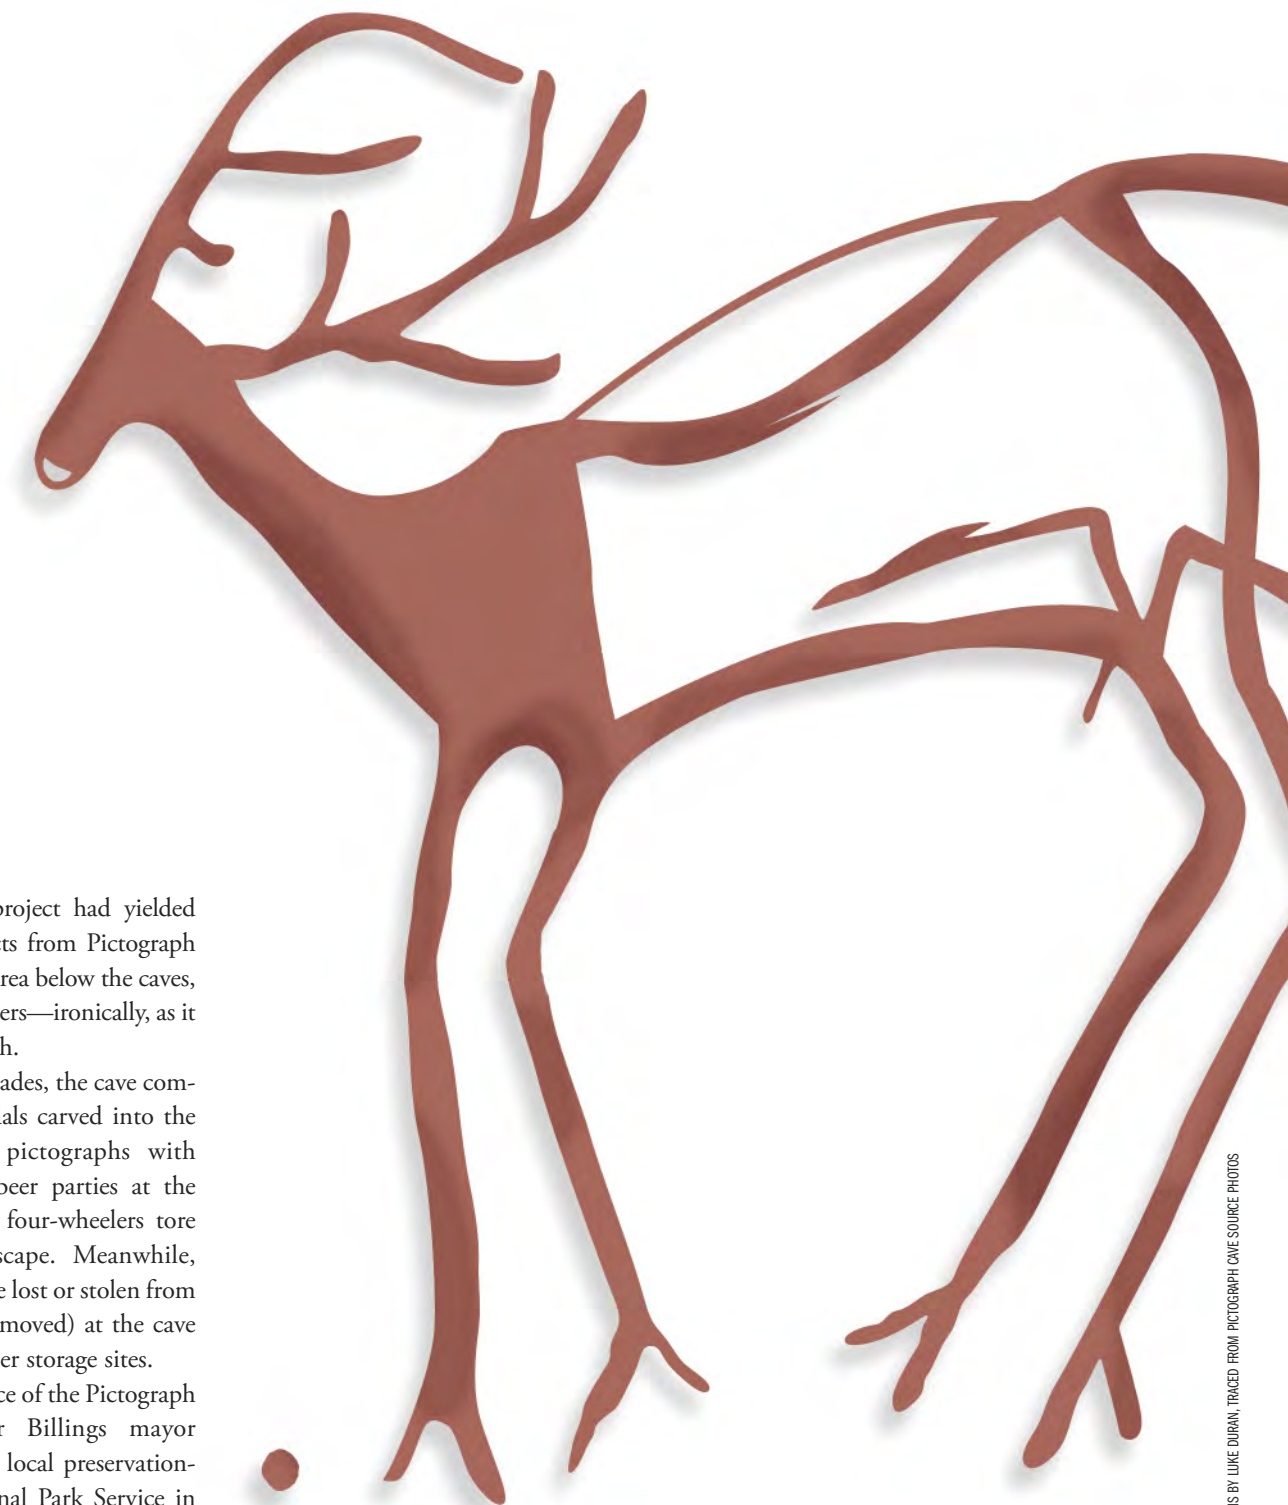 project had yielded
cts from Pictograph
rea below the caves,
ers—ironically, as it
h.
ades, the cave com-
als carved into the
pictographs with
beer parties at the
four-wheelers tore
scape. Meanwhile,
e lost or stolen from
moved) at the cave
er storage sites.
ce of the Pictograph
r Billings mayor
local preservation-
nal Park Service in
IS BY LUKE DURAN, TRACED FROM PICTOGRAPH CAVE SOURCE PHOTOS